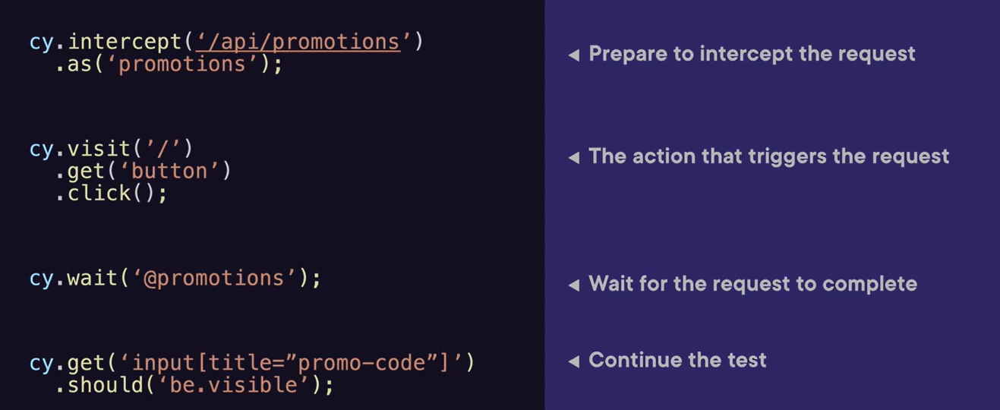 cy.intercept(‘/api/promotions’)
.as(‘promotions’);
◂ Prepare to intercept the request
cy.visit(’/’)
.get(‘button’)
.click();
◂ The action that triggers the request
cy.wait(‘@promotions’);
◂ Wait for the request to complete
cy.get(‘input[title=”promo-code”]’)
.should(‘be.visible’);
◂ Continue the test